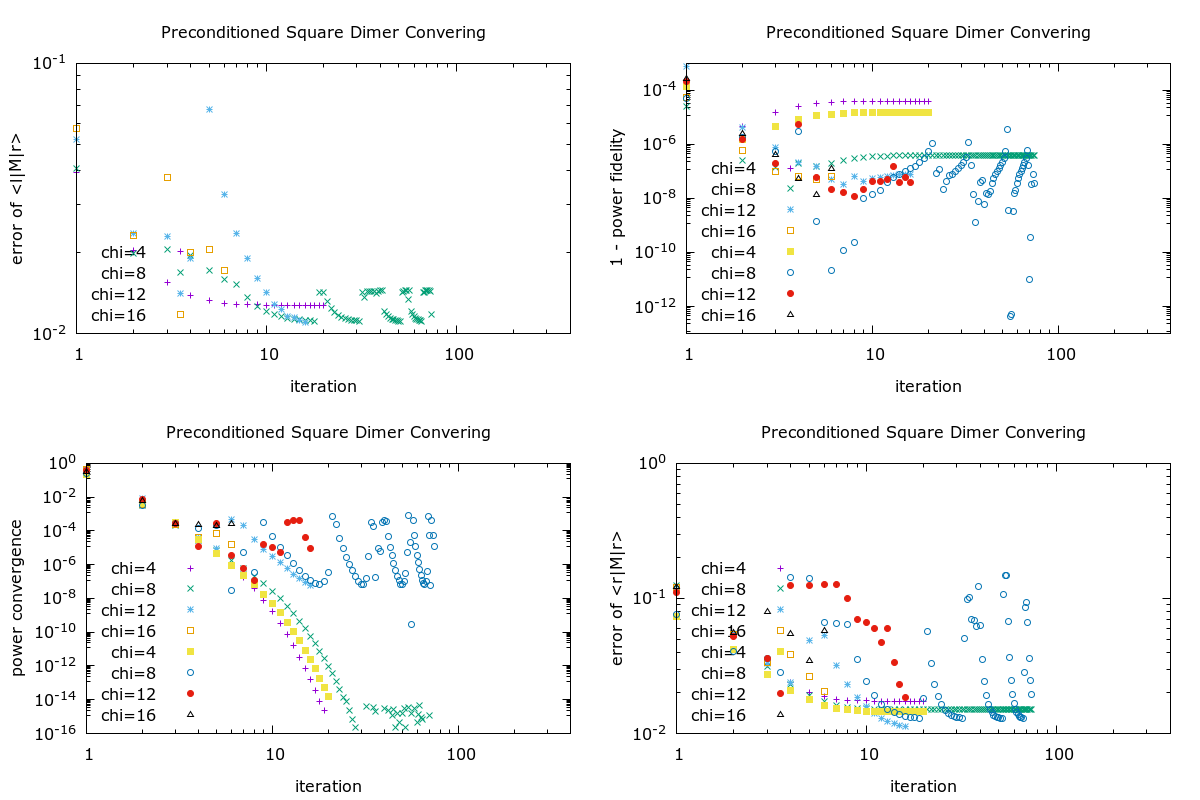 Preconditioned Square Dimer Convering
10^-1
10^-2
error of <l||M|r>
chi=4
chi=8
chi=12
chi=16
1
10
100
iteration
Preconditioned Square Dimer Convering
10^-4
10^-6
10^-8
10^-10
10^-12
1 - power fidelity
chi=4
chi=8
chi=12
chi=16
chi=4
chi=8
chi=12
chi=16
1
10
100
iteration
Preconditioned Square Dimer Convering
10^0
10^-2
10^-4
10^-6
10^-8
10^-10
10^-12
10^-14
10^-16
power convergence
chi=4
chi=8
chi=12
chi=16
chi=4
chi=8
chi=12
chi=16
1
10
100
iteration
Preconditioned Square Dimer Convering
10^0
10^-1
10^-2
error of <r||M|r>
chi=4
chi=8
chi=12
chi=16
chi=4
chi=8
chi=12
chi=16
1
10
100
iteration